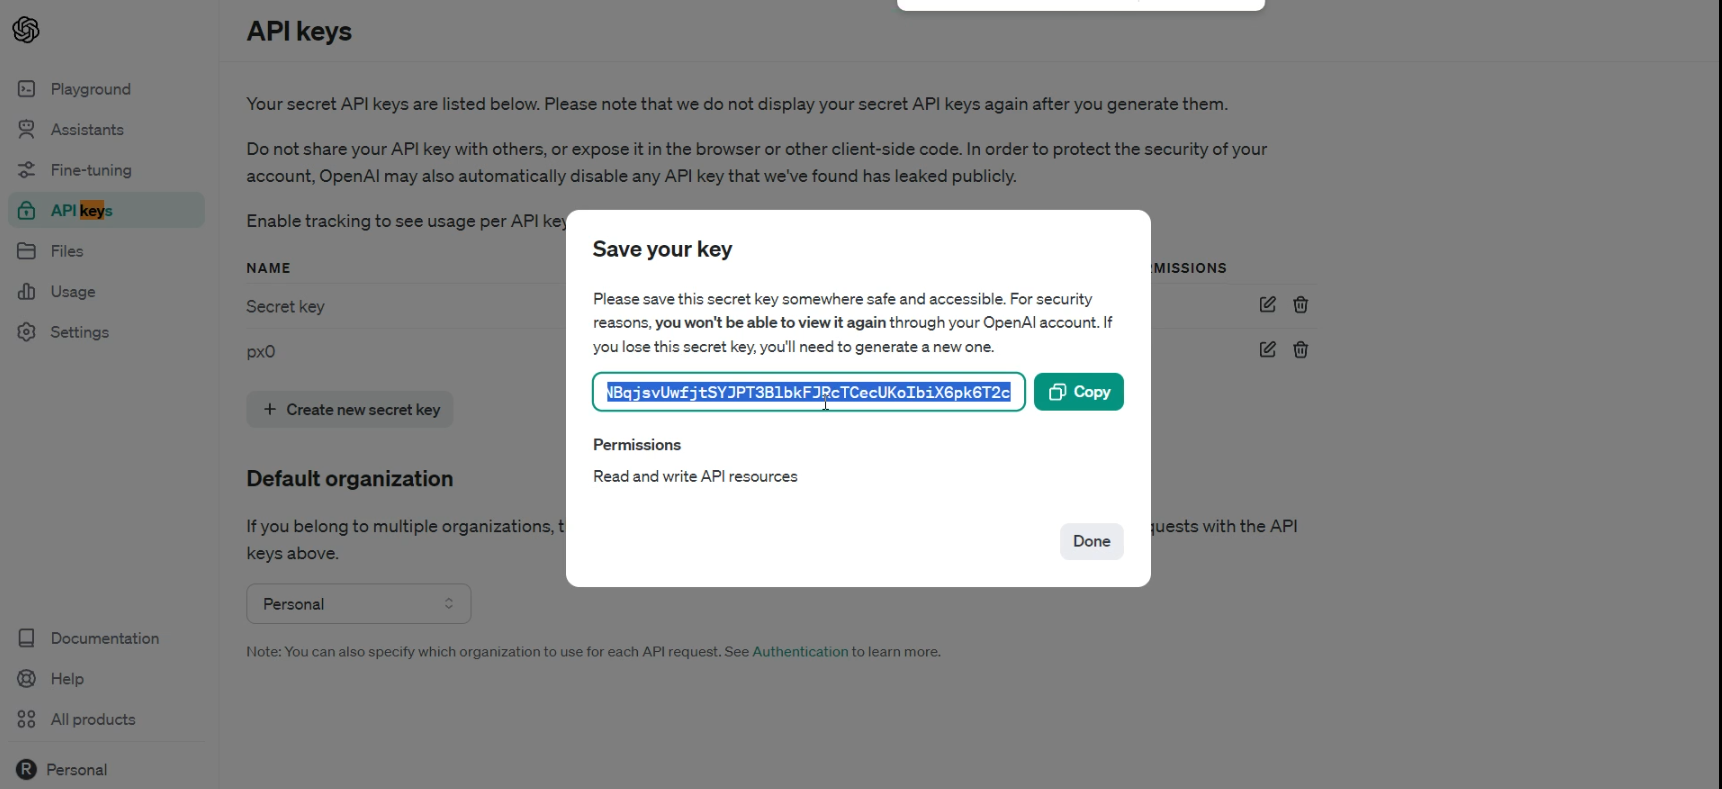 API keys
Playground
Assistants
Fine-tuning
API keys
Files
Usage
Settings
Documentation
Help
All products
R Personal
Your secret API keys are listed below. Please note that we do not display your secret API keys again after you generate them.
Do not share your API key with others, or expose it in the browser or other client-side code. In order to protect the security of your
account, OpenAI may also automatically disable any API key that we've found has leaked publicly.
Enable tracking to see usage per API key
NAME
MISSIONS
Secret key
px0
+ Create new secret key
Save your key
Please save this secret key somewhere safe and accessible. For security
reasons, you won't be able to view it again through your OpenAI account. If
you lose this secret key, you'll need to generate a new one.
Copy
Permissions
Read and write API resources
Done
Default organization
If you belong to multiple organizations, t
quests with the API
keys above.
Personal
Note: You can also specify which organization to use for each API request. See Authentication to learn more.